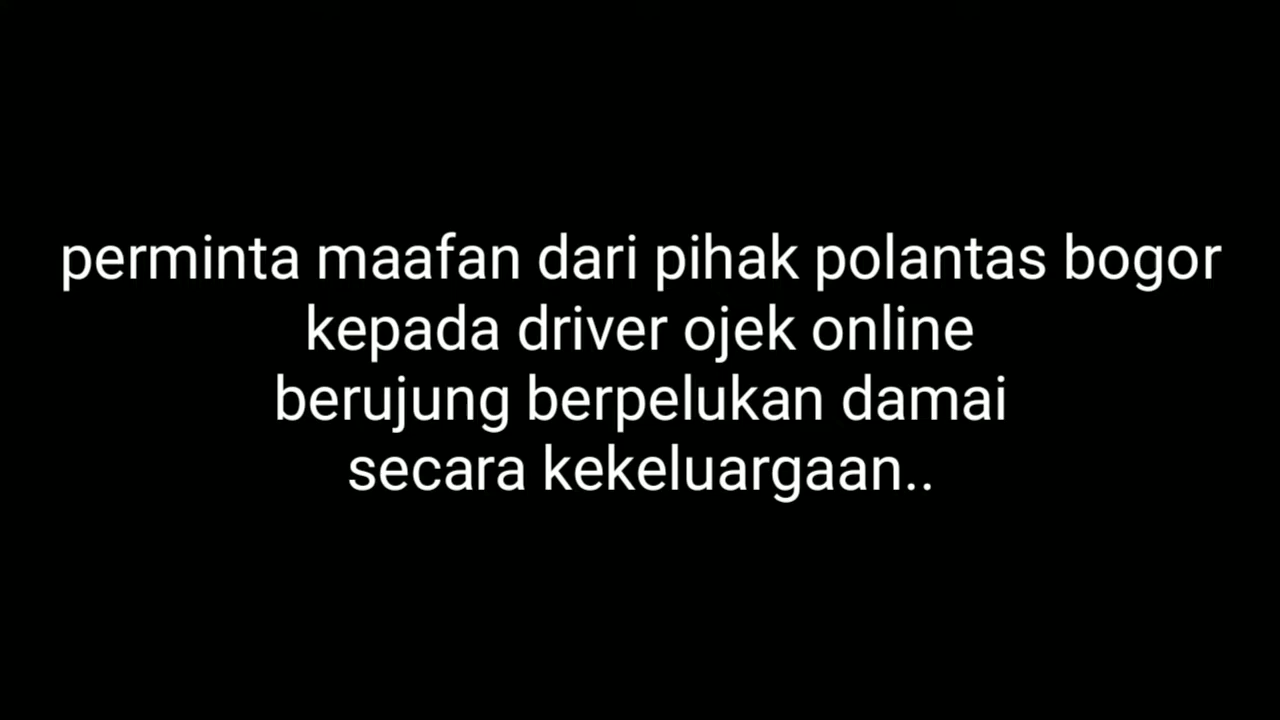 perminta maafan dari pihak polantas bogor
kepada driver ojek online
berujung berpelukan damai
secara kekeluargaan..